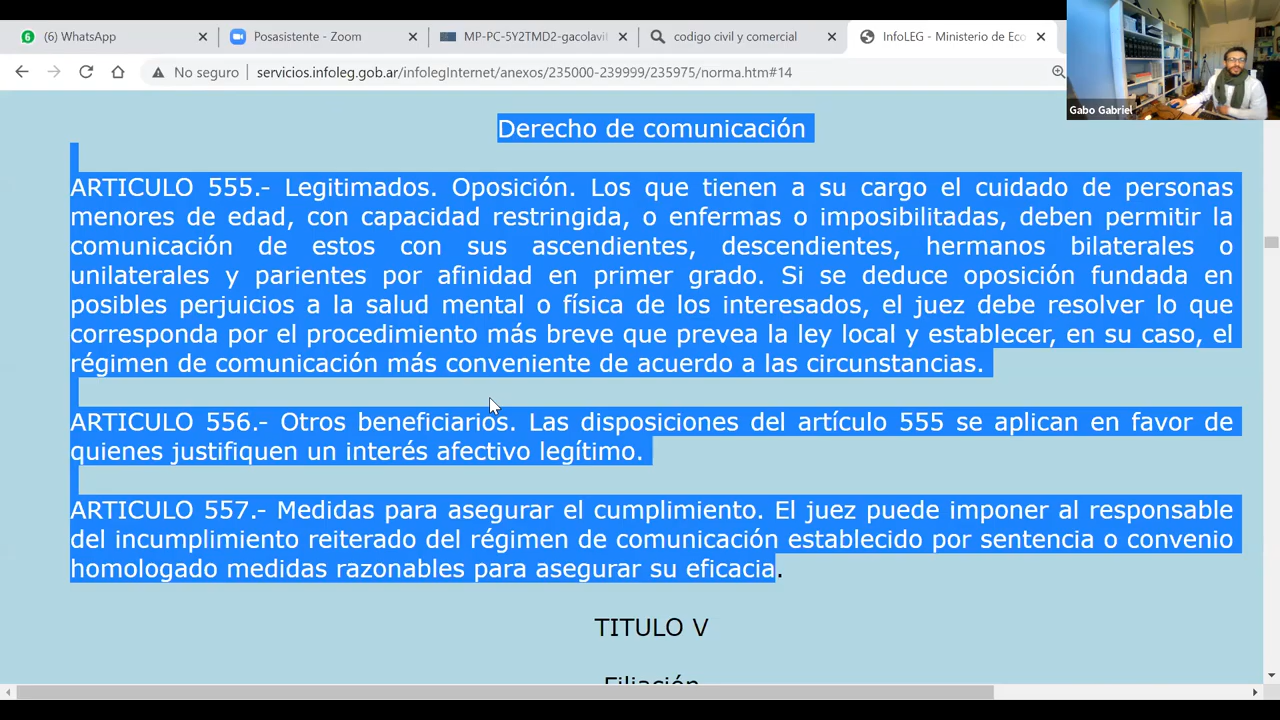 (6) WhatsApp
Posasistente - Zoom
MP-PC-5Y2TMD2-gacolavit
codigo civil y comercial
InfoLEG - Ministerio de Eco
No seguro
servicios.infoleg.gob.ar/infolegInternet/anexos/235000-239999/235975/norma.htm#14
Gabo Gabriel
Derecho de comunicación
ARTICULO 555.- Legitimados. Oposición. Los que tienen a su cargo el cuidado de personas
menores de edad, con capacidad restringida, o enfermas o imposibilitadas, deben permitir la
comunicación de estos con sus ascendientes, descendientes, hermanos bilaterales o
unilaterales y parientes por afinidad en primer grado. Si se deduce oposición fundada en
posibles perjuicios a la salud mental o física de los interesados, el juez debe resolver lo que
corresponda por el procedimiento más breve que prevea la ley local y establecer, en su caso, el
régimen de comunicación más conveniente de acuerdo a las circunstancias.
ARTICULO 556.- Otros beneficiarios. Las disposiciones del artículo 555 se aplican en favor de
quienes justifiquen un interés afectivo legítimo.
ARTICULO 557.- Medidas para asegurar el cumplimiento. El juez puede imponer al responsable
del incumplimiento reiterado del régimen de comunicación establecido por sentencia o convenio
homologado medidas razonables para asegurar su eficacia.
TITULO V
Filiación